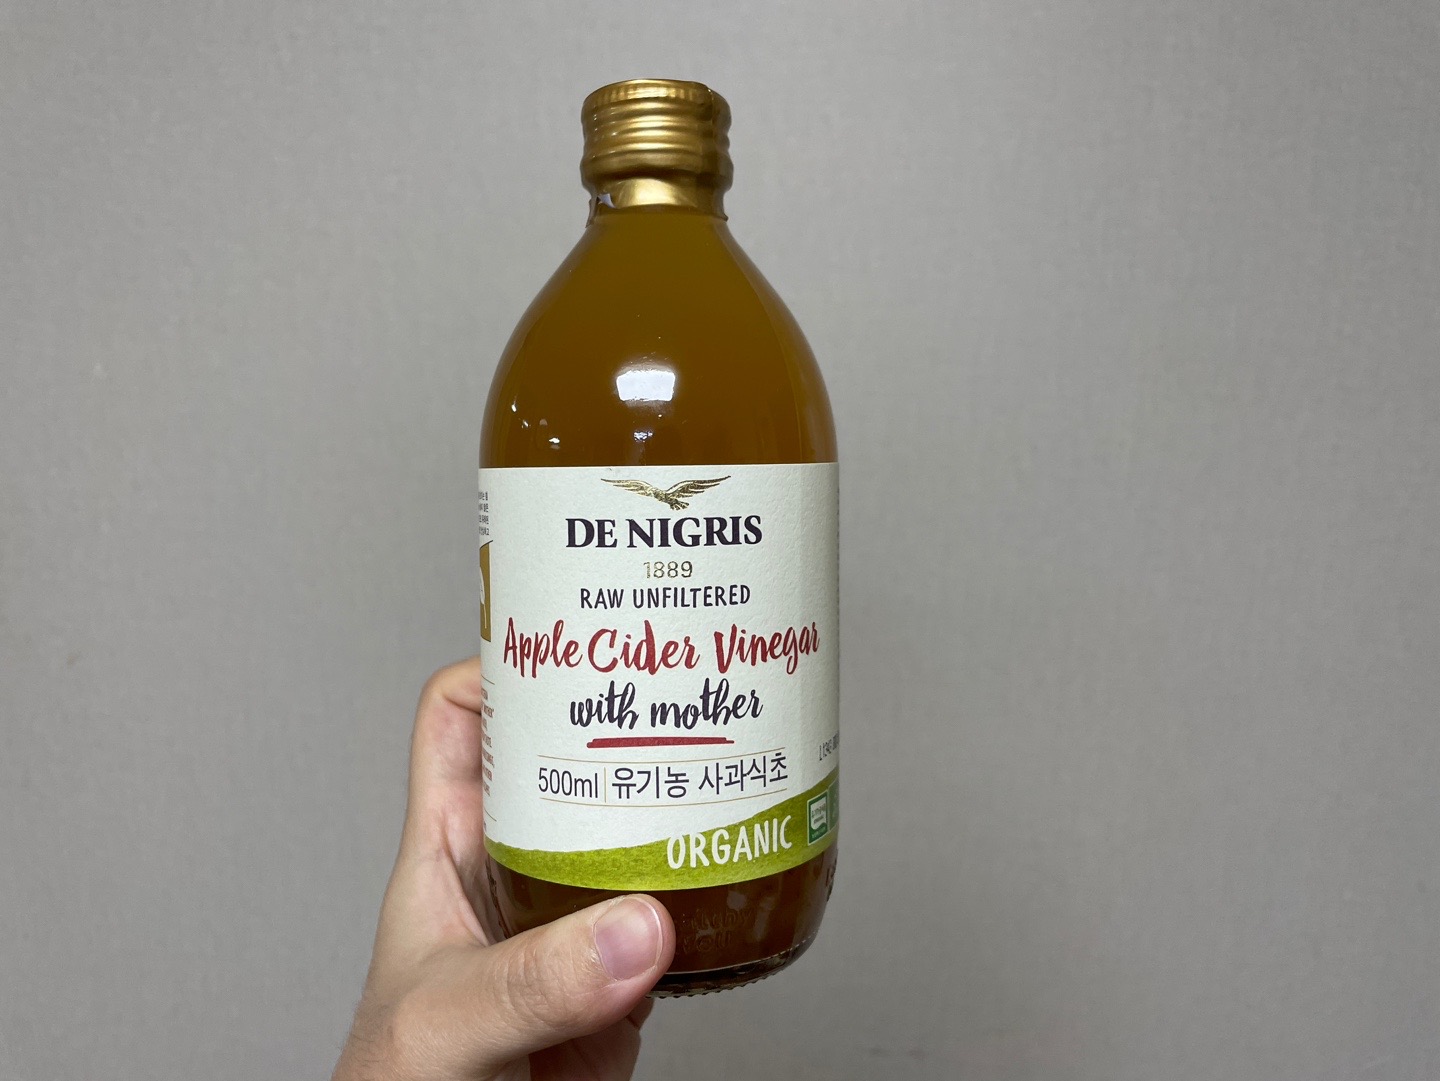 DE NIGRIS
1889
RAW UNFILTERED
Apple Cider Vinegar
with mother
500ml 유기농 사과식초
ORGANIC